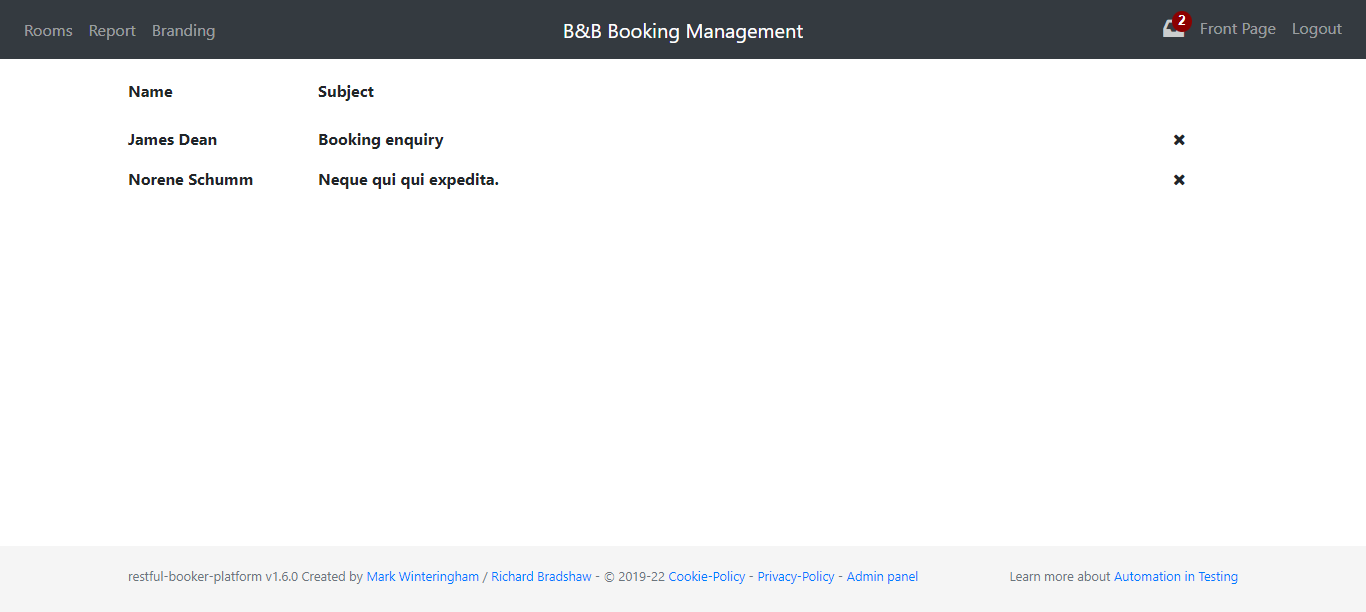 Rooms Report Branding B&B Booking Management 2 Front Page Logout
Name Subject
James Dean Booking enquiry
Norene Schumm Neque qui qui expedita.
restful-booker-platform v1.6.0 Created by Mark Winteringham / Richard Bradshaw - © 2019-22 Cookie-Policy - Privacy-Policy - Admin panel Learn more about Automation in Testing